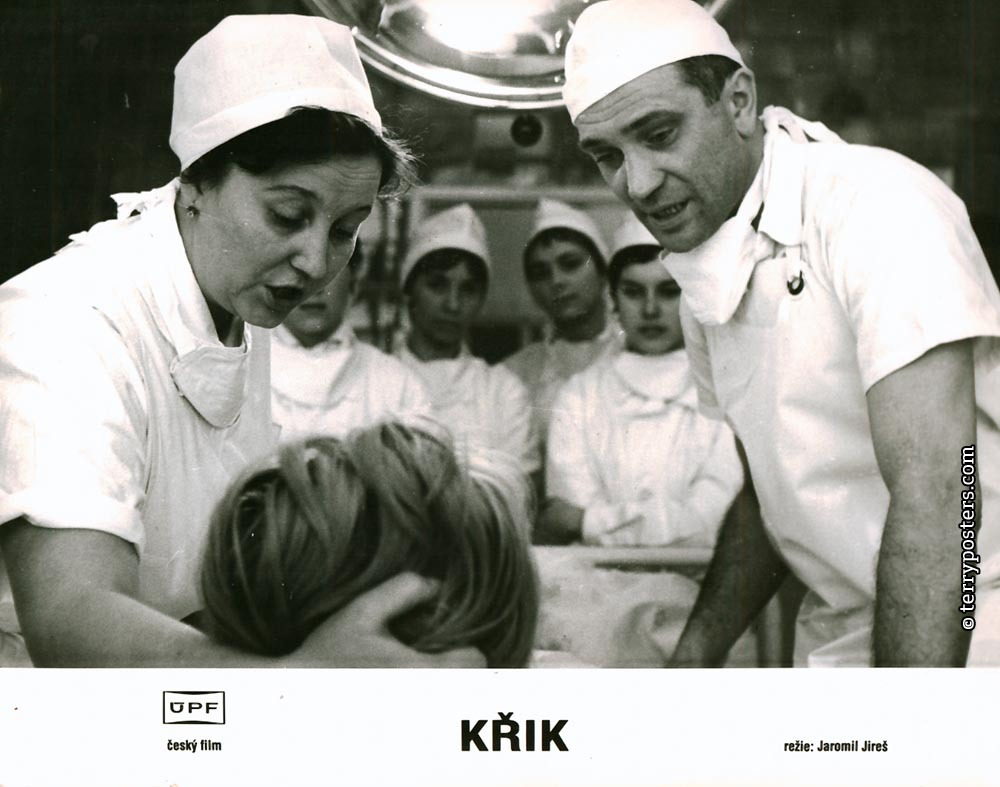 © terryposters.com
ÚPF
český film
KŘIK
režie: Jaromil Jireš